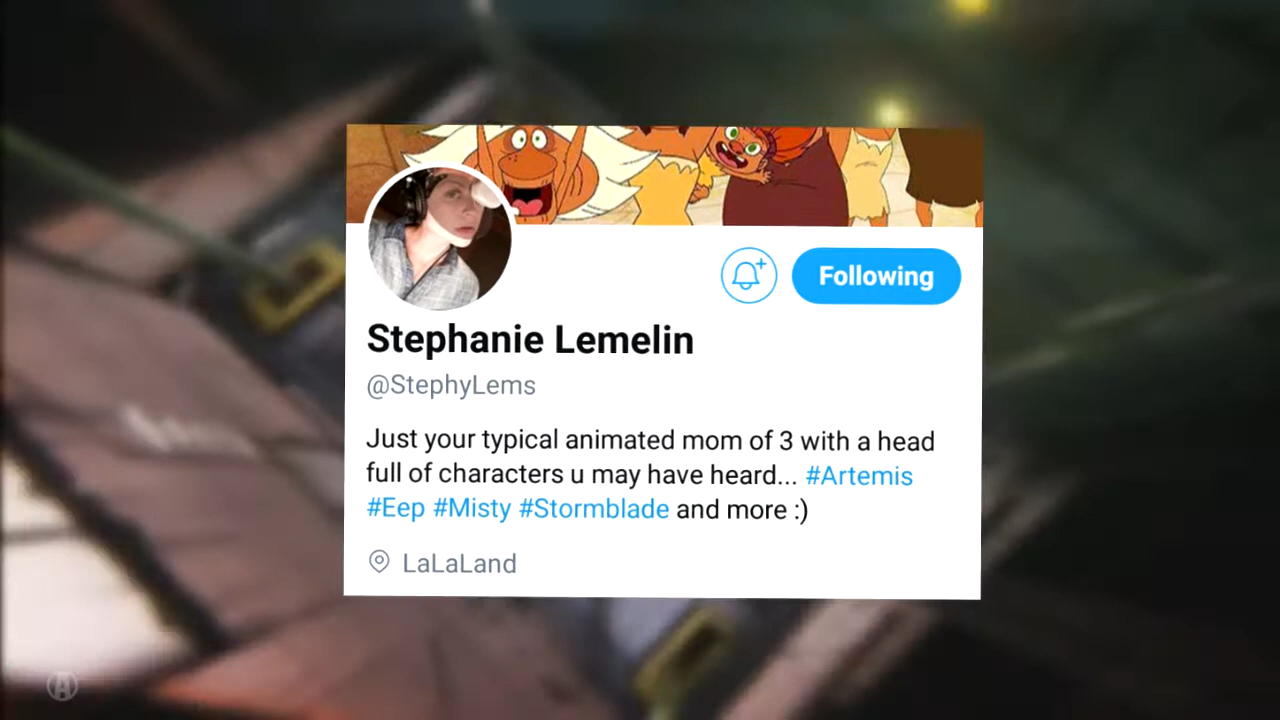 Following
Stephanie Lemelin
@StephyLems
Just your typical animated mom of 3 with a head
full of characters u may have heard... #Artemis
#Eep #Misty #Stormblade and more :)
LaLaLand
A